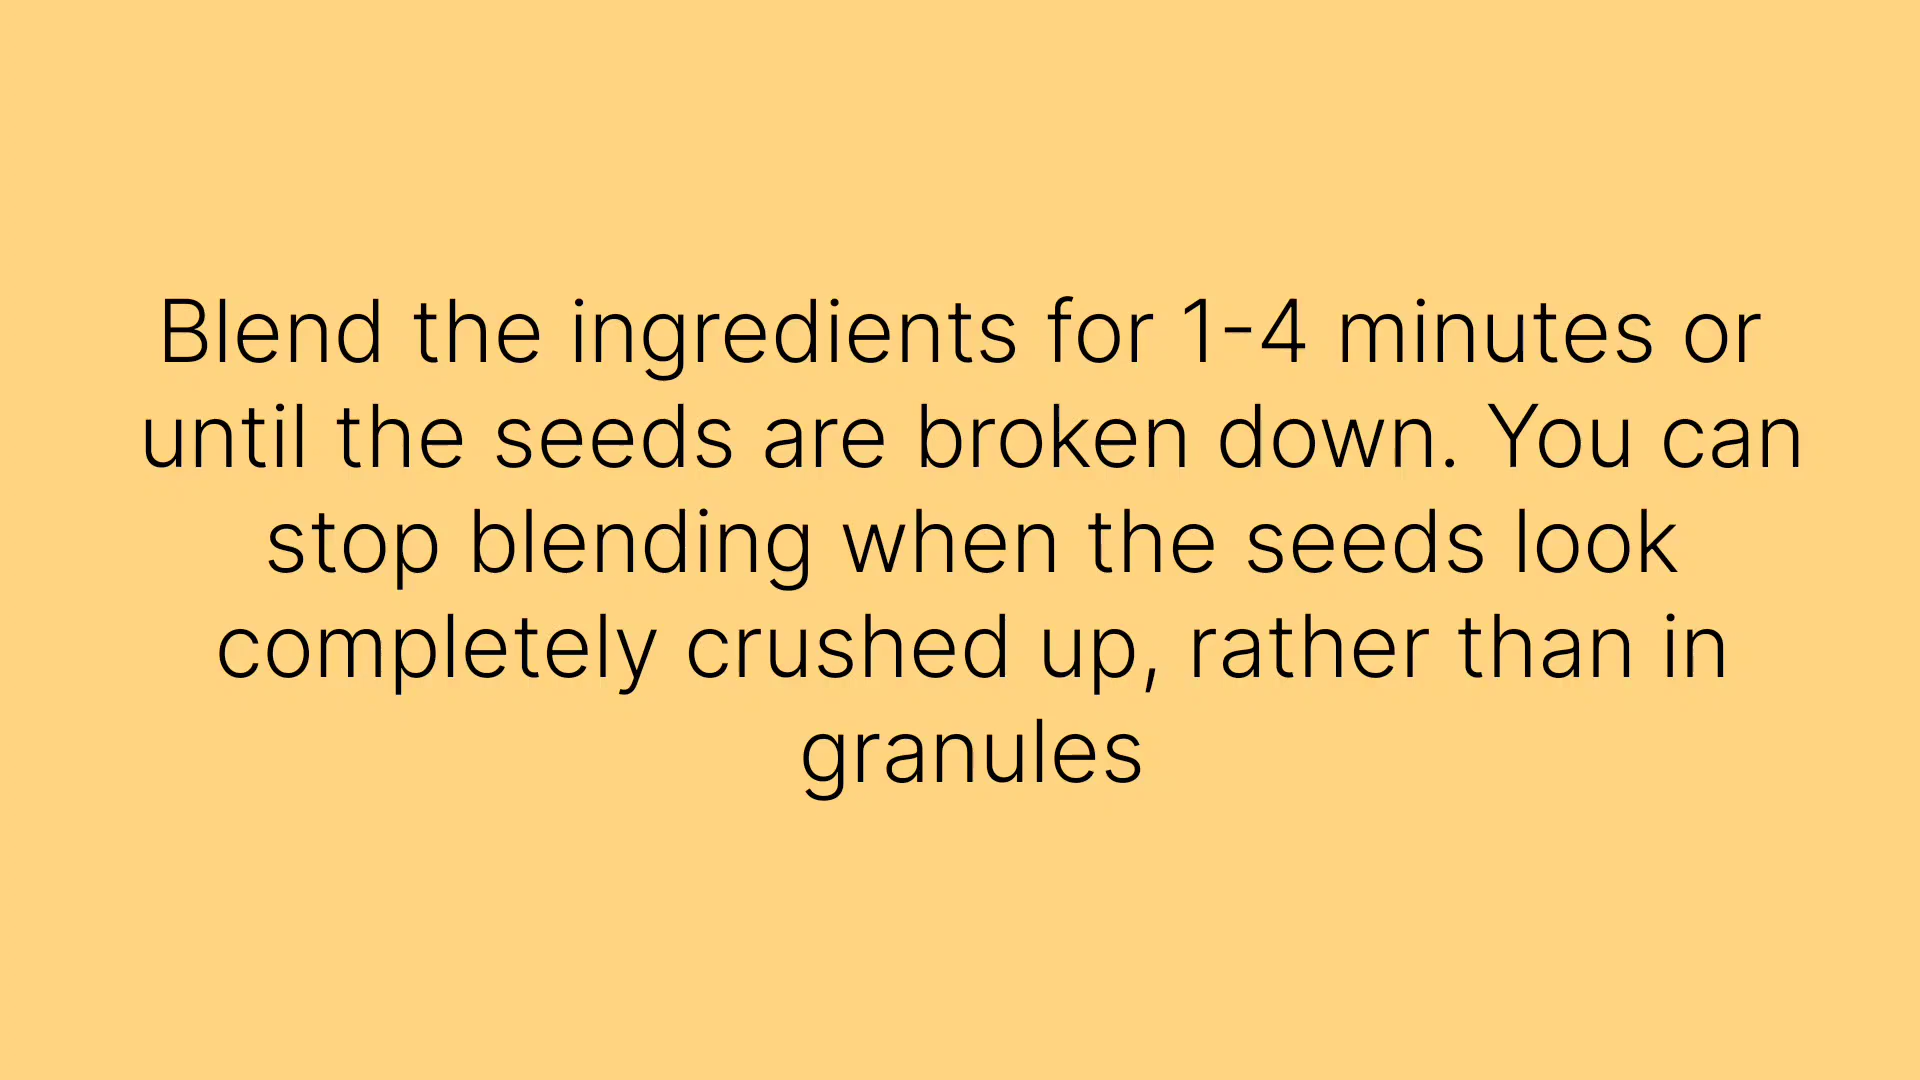 Blend the ingredients for 1-4 minutes or
until the seeds are broken down. You can
stop blending when the seeds look
completely crushed up, rather than in
granules